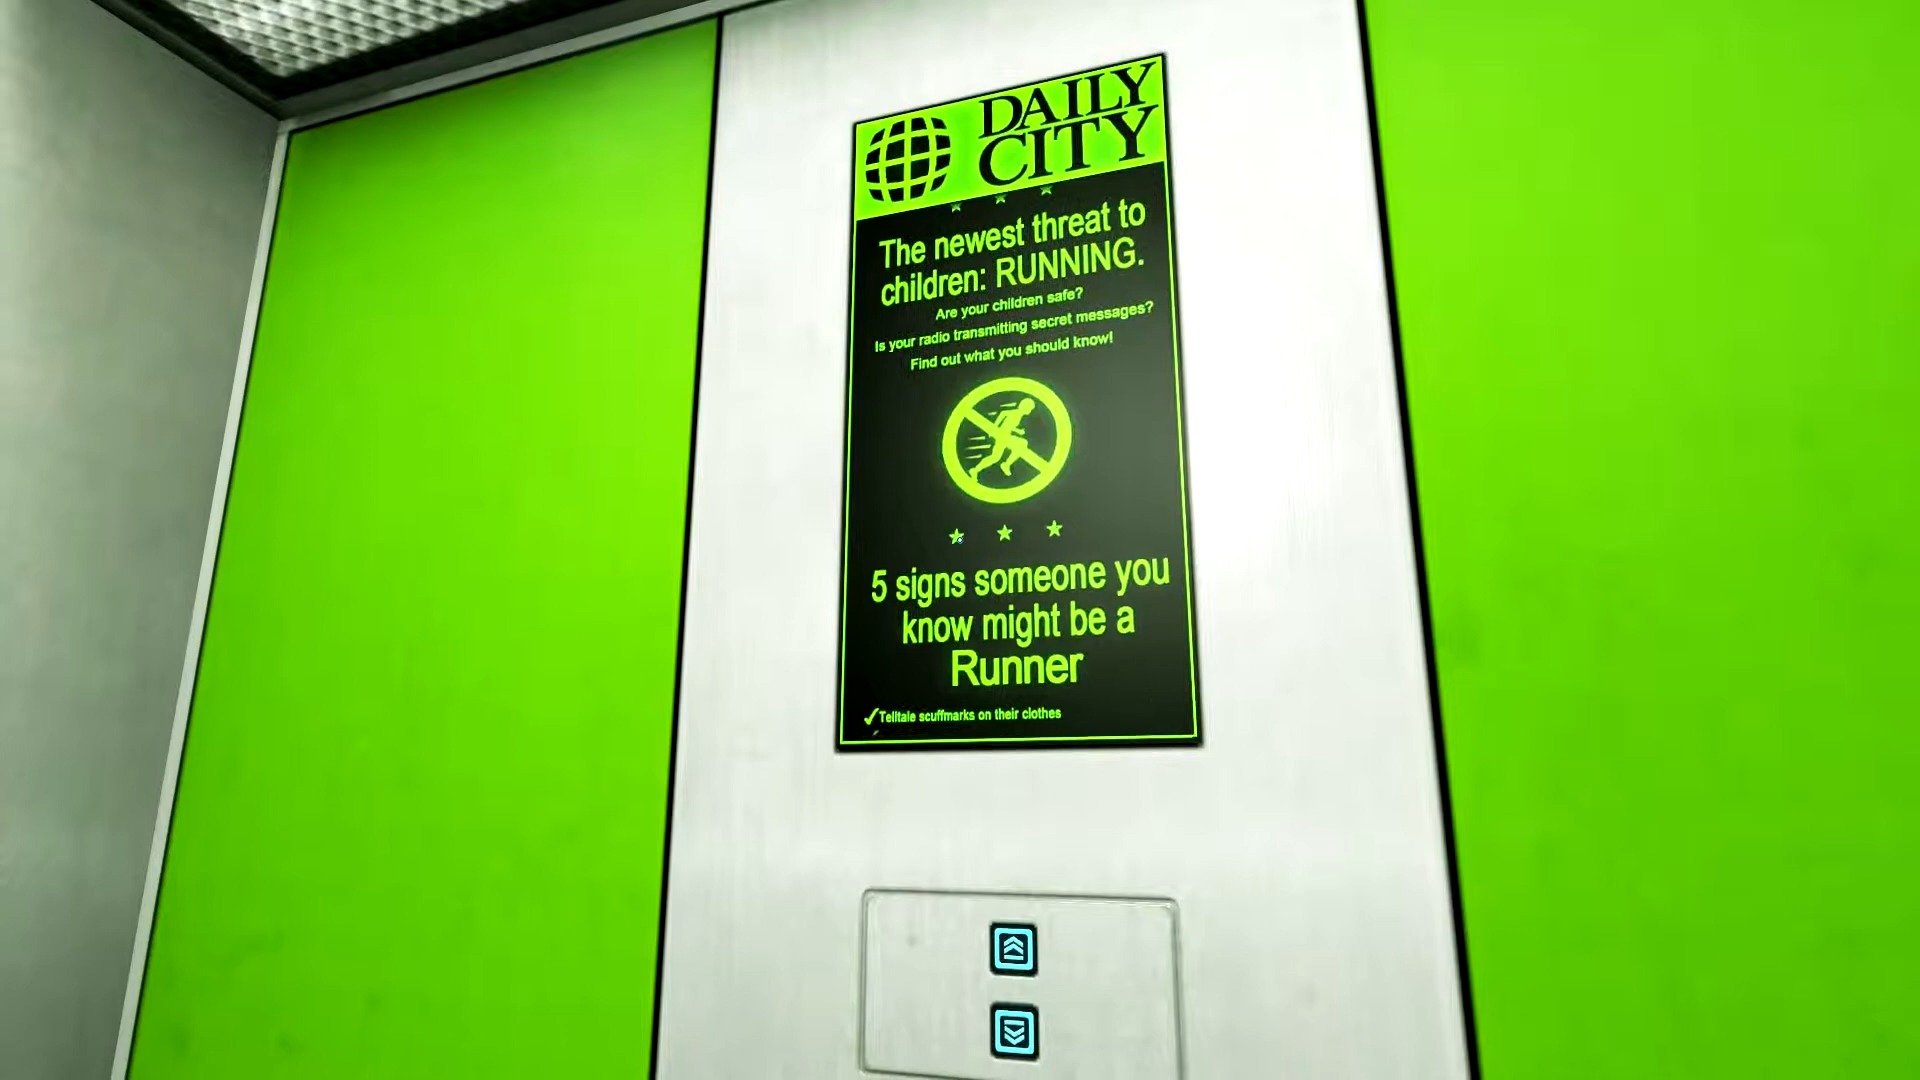 DAILY
CITY
The newest threat to
children: RUNNING.
Are your children safe?
Is your radio transmitting secret messages?
Find out what you should know!
5 signs someone you
know might be a
Runner
✓Telltale scuffmarks on their clothes